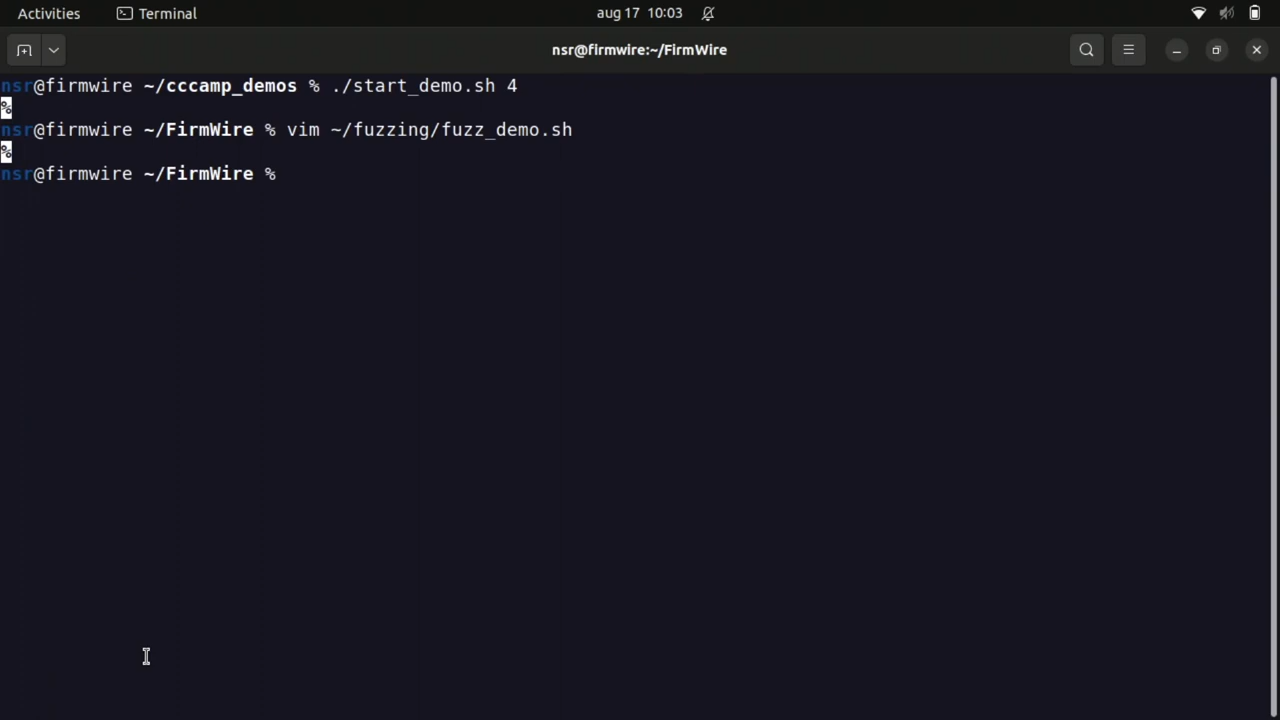 Activities Terminal aug 17 10:03
nsr@firmwire:~/FirmWire
nsr@firmwire ~/cccamp_demos % ./start_demo.sh 4
%
nsr@firmwire ~/FirmWire % vim ~/fuzzing/fuzz_demo.sh
%
nsr@firmwire ~/FirmWire %